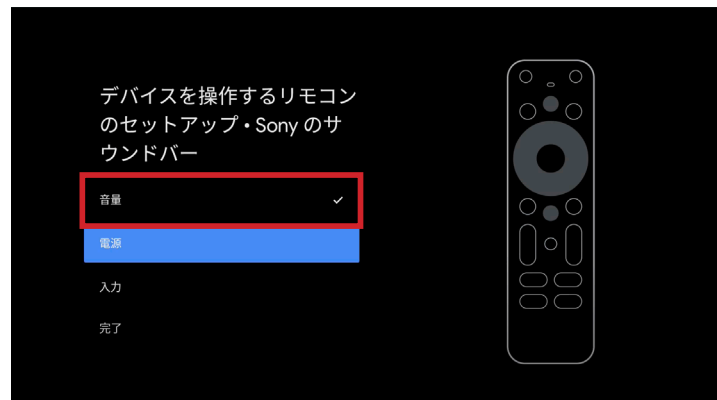 デバイスを操作するリモコン
のセットアップ • Sony のサ
ウンドバー
音量
電源
入力
完了